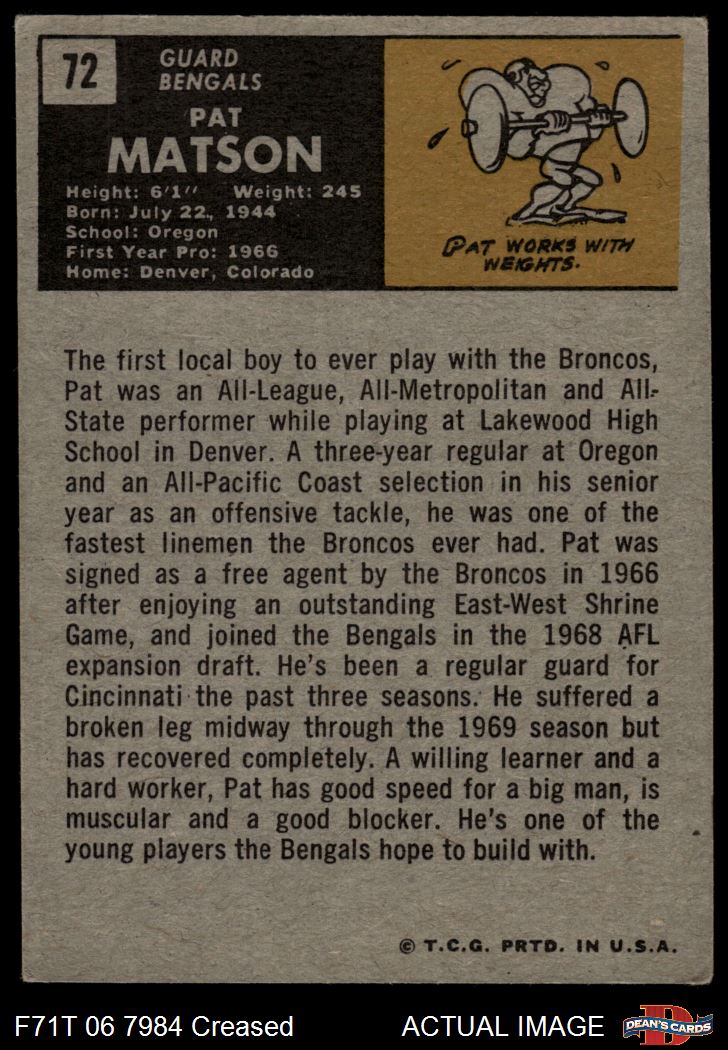 72
GUARD
BENGALS
PAT
MATSON
Height: 6'1" Weight: 245
Born: July 22, 1944
School: Oregon
First Year Pro: 1966
Home: Denver, Colorado
PAT WORKS WITH
WEIGHTS.
The first local boy to ever play with the Broncos,
Pat was an All-League, All-Metropolitan and All-
State performer while playing at Lakewood High
School in Denver. A three-year regular at Oregon
and an All-Pacific Coast selection in his senior
year as an offensive tackle, he was one of the
fastest linemen the Broncos ever had. Pat was
signed as a free agent by the Broncos in 1966
after enjoying an outstanding East-West Shrine
Game, and joined the Bengals in the 1968 AFL
expansion draft. He's been a regular guard for
Cincinnati the past three seasons. He suffered a
broken leg midway through the 1969 season but
has recovered completely. A willing learner and a
hard worker, Pat has good speed for a big man, is
muscular and a good blocker. He's one of the
young players the Bengals hope to build with.
© T.C.G. PRTD. IN U.S.A.
F71T 06 7984 Creased ACTUAL IMAGE
D
DEAN'S CARDS